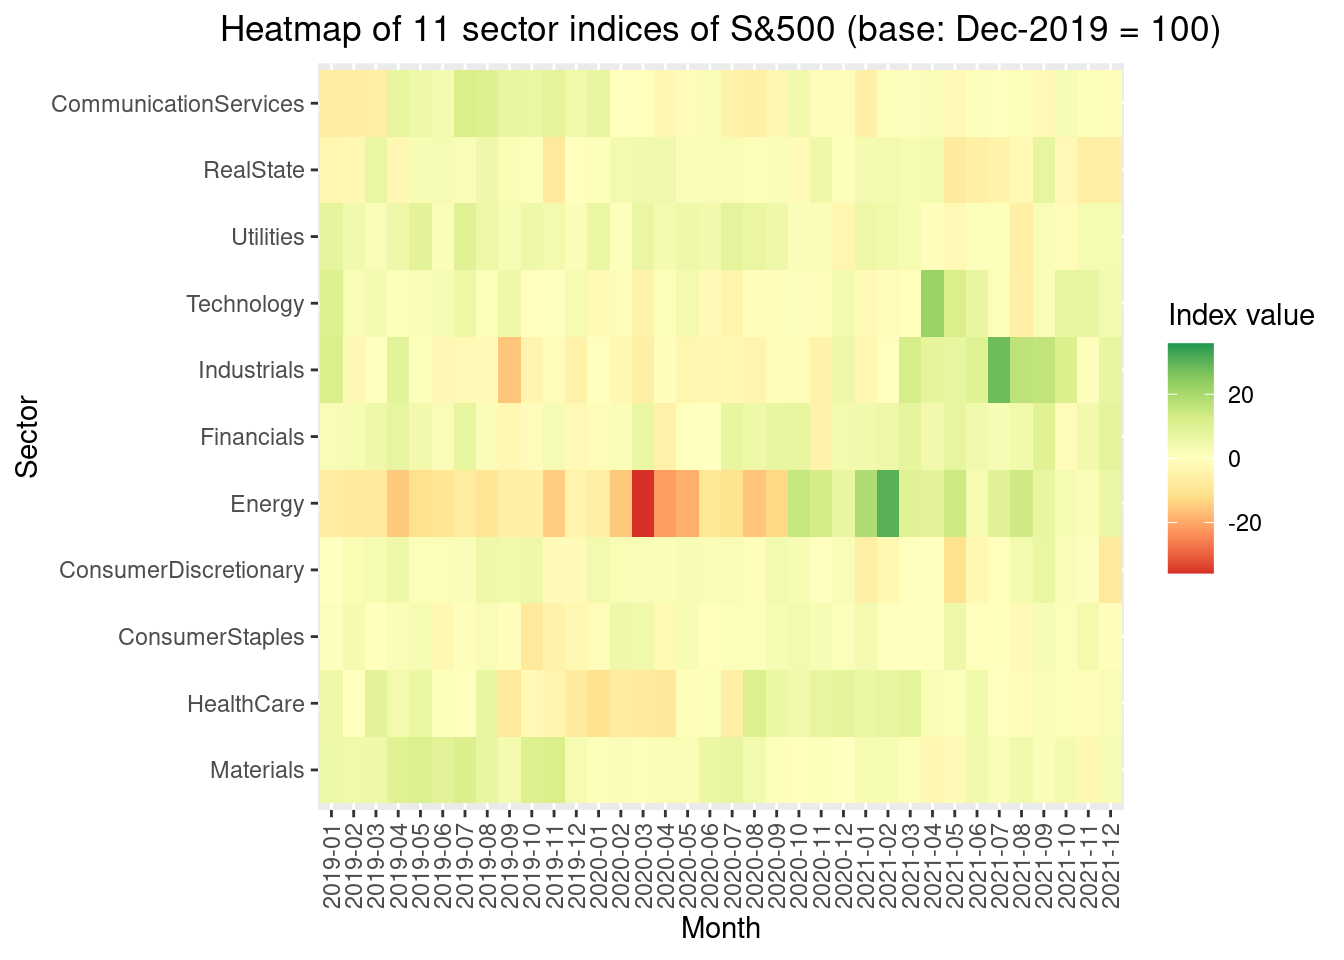 Heatmap of 11 sector indices of S&500 (base: Dec-2019 = 100)
Sector
CommunicationServices
RealState
Utilities
Technology
Industrials
Financials
Energy
ConsumerDiscretionary
ConsumerStaples
HealthCare
Materials
2019-01
2019-02
2019-03
2019-04
2019-05
2019-06
2019-07
2019-08
2019-09
2019-10
2019-11
2019-12
2020-01
2020-02
2020-03
2020-04
2020-05
2020-06
2020-07
2020-08
2020-09
2020-10
2020-11
2020-12
2021-01
2021-02
2021-03
2021-04
2021-05
2021-06
2021-07
2021-08
2021-09
2021-10
2021-11
2021-12
Month
Index value
20
0
-20